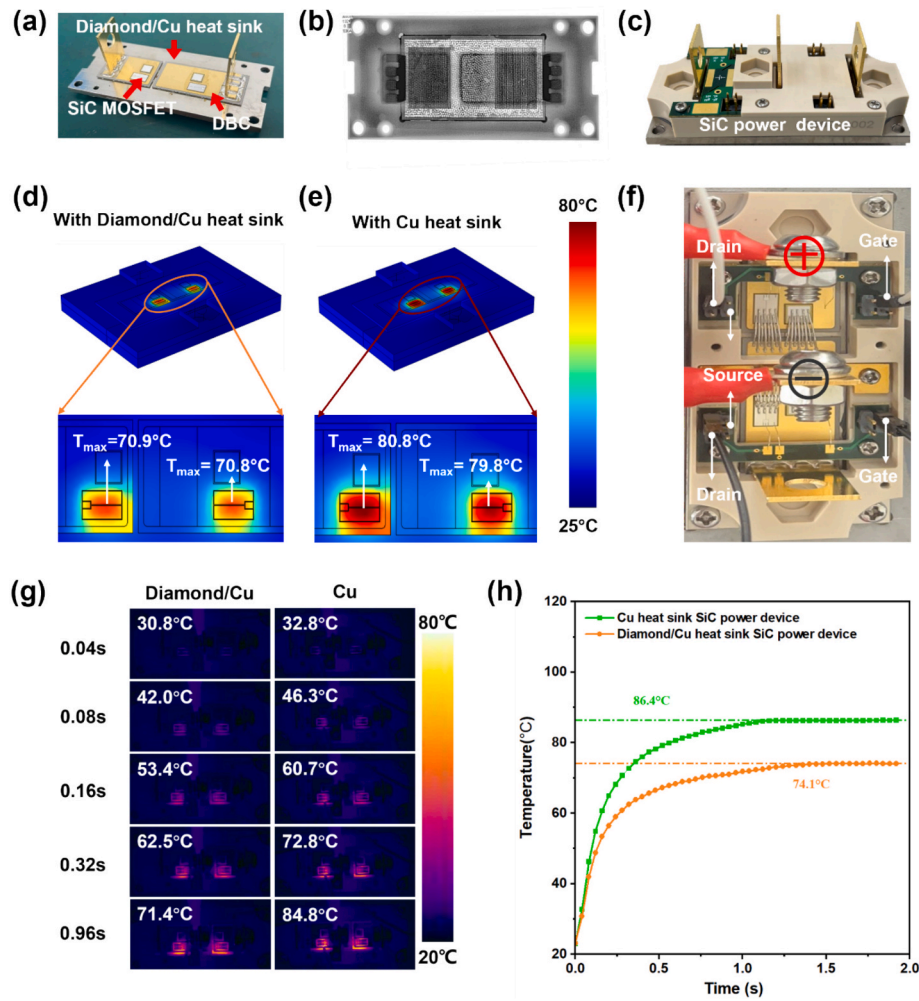 (a)
Diamond/Cu heat sink
SiC MOSFET
DBC
(b)
(c)
SiC power device
(d)
With Diamond/Cu heat sink
(e)
With Cu heat sink
80°C
25°C
Tmax=70.9°C
Tmax= 70.8°C
Tmax= 80.8°C
Tmax=79.8°C
(f)
Drain
Gate
Source
Drain
Gate
(g)
Diamond/Cu
Cu
0.04s
30.8°C
32.8°C
0.08s
42.0°C
46.3°C
0.16s
53.4°C
60.7°C
0.32s
62.5°C
72.8°C
0.96s
71.4°C
84.8°C
80℃
20℃
(h)
Cu heat sink SiC power device
Diamond/Cu heat sink SiC power device
86.4°C
74.1°C
Temperature(°C)
120
100
80
60
40
20
0.0
0.5
1.0
1.5
2.0
Time (s)